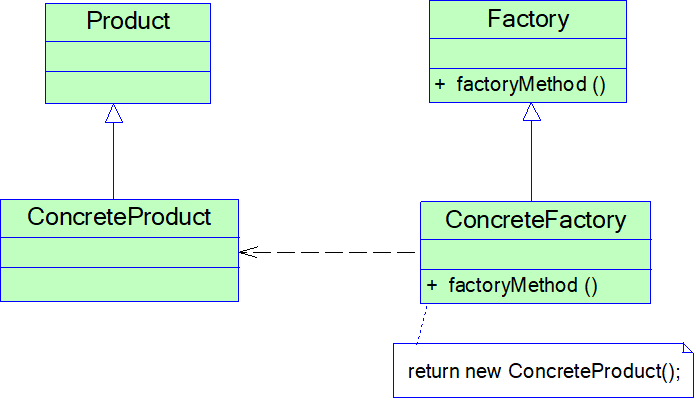 Product
Factory
+ factoryMethod ()
ConcreteProduct
ConcreteFactory
+ factoryMethod ()
return new ConcreteProduct();